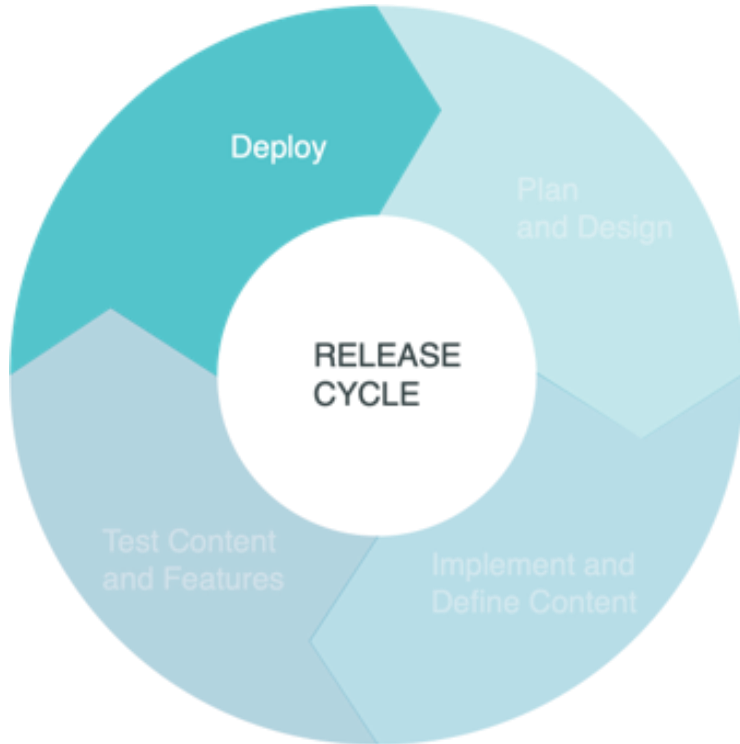 Deploy
Plan
and Design
RELEASE
CYCLE
Test Content
and Features
Implement and
Define Content